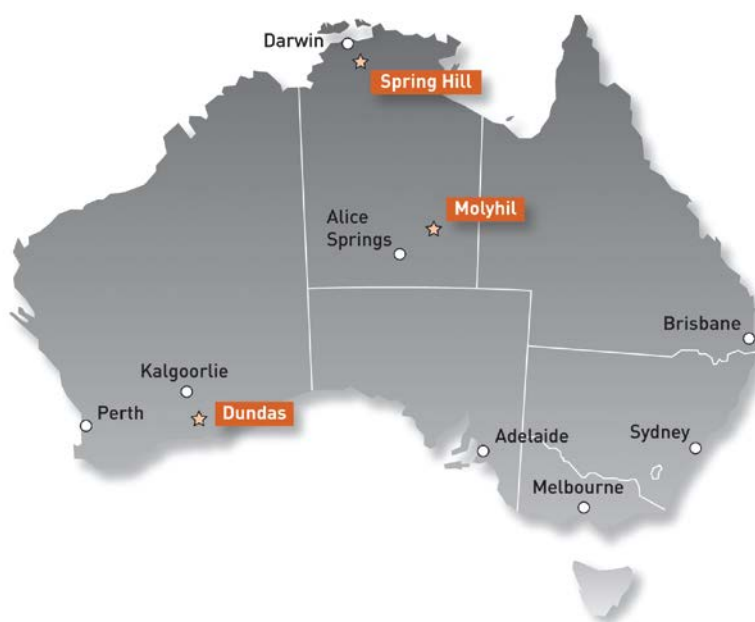 Darwin
Spring Hill
Molyhil
Alice
Springs
Brisbane
Kalgoorlie
Perth
Dundas
Adelaide
Sydney
Melbourne